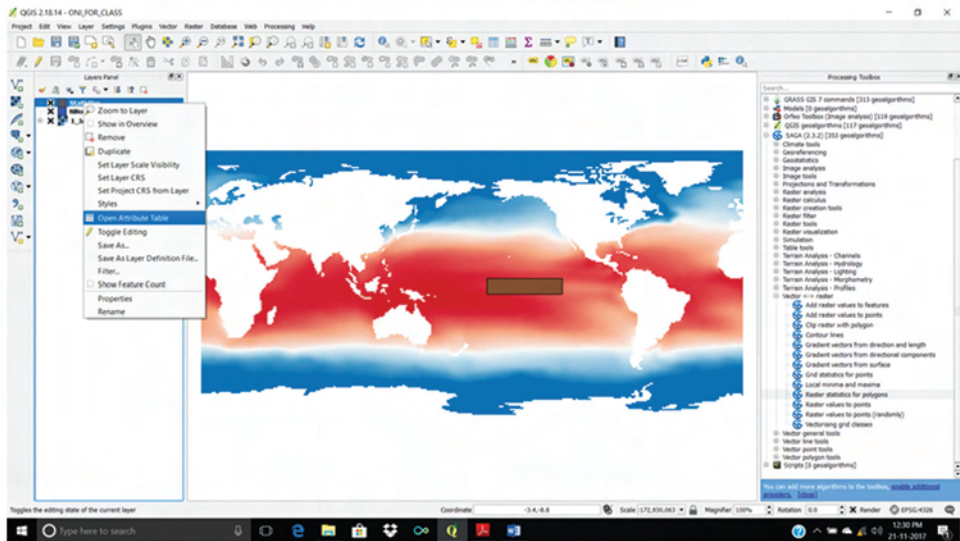 QGIS 2.18.14 - ONI_FOR_CLASS
Project Edit View Layer Settings Plugins Vector Raster Database Web Processing Help
Layers Panel
Zoom to Layer
Show in Overview
Remove
Duplicate
Set Layer Scale Visibility
Set Layer CRS
Set Project CRS from Layer
Styles
Open Attribute Table
Toggle Editing
Save As...
Save As Layer Definition File...
Filter...
Show Feature Count
Properties
Rename
Processing Toolbox
Search...
GRASS GIS 7 commands [313 geoalgorithms]
Models [0 geoalgorithms]
Orfeo Toolbox (Image analysis) [119 geoalgorithms]
QGIS geoalgorithms [117 geoalgorithms]
SAGA (2.3.2) [353 geoalgorithms]
Climate tools
Georeferencing
Geostatistics
Image analysis
Image tools
Projections and Transformations
Raster analysis
Raster calculus
Raster creation tools
Raster filter
Raster tools
Raster visualization
Simulation
Table tools
Terrain Analysis - Channels
Terrain Analysis - Hydrology
Terrain Analysis - Lighting
Terrain Analysis - Morphometry
Terrain Analysis - Profiles
Vector <-> raster
Add raster values to features
Add raster values to points
Clip raster with polygon
Contour lines
Gradient vectors from direction and length
Gradient vectors from directional components
Gradient vectors from surface
Grid statistics for points
Local minima and maxima
Raster statistics for polygons
Raster values to points
Raster values to points (randomly)
Vectorising grid classes
Vector general tools
Vector line tools
Vector point tools
Vector polygon tools
Scripts [0 geoalgorithms]
You can add more algorithms to the toolbox, enable additional
providers. [close]
Toggles the editing state of the current layer
Coordinate -3.4,-8.8 Scale 1:172,930,063 Magnifier 100% Rotation 0.0 Render EPSG:4326
Type here to search
12:30 PM
21-11-2017